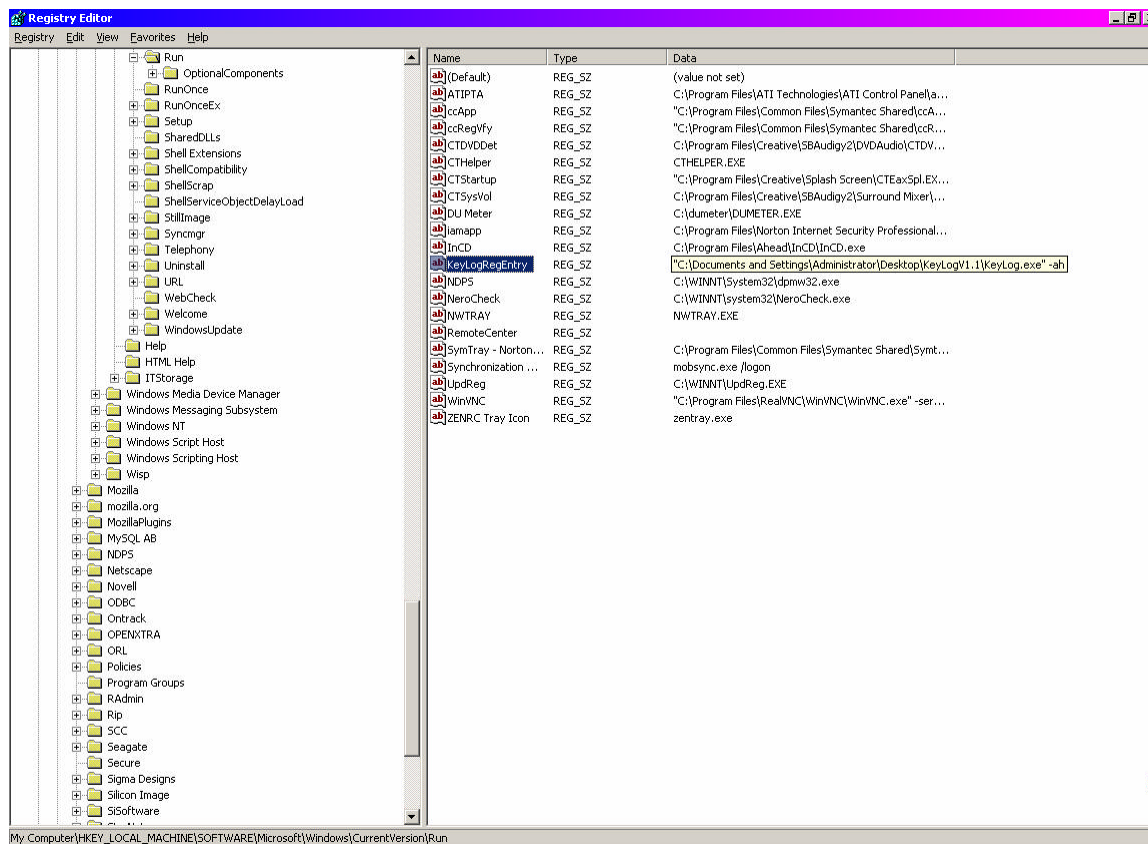 Registry Editor
Registry Edit View Favorites Help
Run
OptionalComponents
RunOnce
RunOnceEx
Setup
SharedDLLs
Shell Extensions
ShellCompatibility
ShellScrap
ShellServiceObjectDelayLoad
StillImage
Syncmgr
Telephony
Uninstall
URL
WebCheck
Welcome
WindowsUpdate
Help
HTML Help
ITStorage
Windows Media Device Manager
Windows Messaging Subsystem
Windows NT
Windows Script Host
Windows Scripting Host
Wisp
Mozilla
mozilla.org
MozillaPlugins
MySQL AB
NDPS
Netscape
Novell
ODBC
Ontrack
OPENXTRA
ORL
Policies
Program Groups
RAdmin
Rip
SCC
Seagate
Secure
Sigma Designs
Silicon Image
SiSoftware
Name Type Data
(Default) REG_SZ (value not set)
ATIPTA REG_SZ C:\Program Files\ATI Technologies\ATI Control Panel\a...
ccApp REG_SZ "C:\Program Files\Common Files\Symantec Shared\ccA...
ccRegVfy REG_SZ "C:\Program Files\Common Files\Symantec Shared\ccR...
CTDVDDet REG_SZ C:\Program Files\Creative\SBAudigy2\DVDAudio\CTDV...
CTHelper REG_SZ CTHELPER.EXE
CTStartup REG_SZ "C:\Program Files\Creative\Splash Screen\CTEaxSpl.EX...
CTSysVol REG_SZ C:\Program Files\Creative\SBAudigy2\Surround Mixer\...
DU Meter REG_SZ C:\dumeter\DUMETER.EXE
iamapp REG_SZ C:\Program Files\Norton Internet Security Professional...
InCD REG_SZ C:\Program Files\Ahead\InCD\InCD.exe
KeyLogRegEntry REG_SZ "C:\Documents and Settings\Administrator\Desktop\KeyLogV1.1\KeyLog.exe" -ah
NDPS REG_SZ C:\WINNT\System32\dpmw32.exe
NeroCheck REG_SZ C:\WINNT\system32\NeroCheck.exe
NWTRAY REG_SZ NWTRAY.EXE
RemoteCenter REG_SZ
SymTray - Norton... REG_SZ C:\Program Files\Common Files\Symantec Shared\Symt...
Synchronization ... REG_SZ mobsync.exe /logon
UpdReg REG_SZ C:\WINNT\UpdReg.EXE
WinVNC REG_SZ "C:\Program Files\RealVNC\WinVNC\WinVNC.exe" -ser...
ZENRC Tray Icon REG_SZ zentray.exe
My Computer\HKEY_LOCAL_MACHINE\SOFTWARE\Microsoft\Windows\CurrentVersion\Run